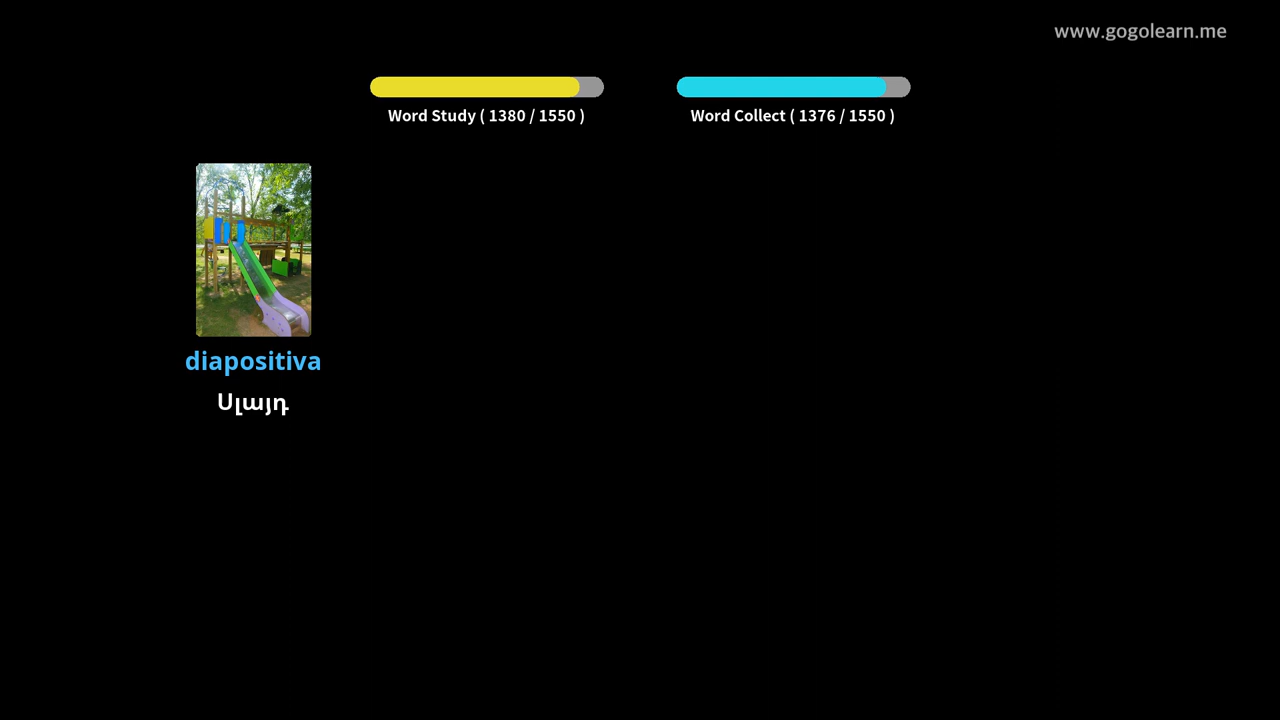 www.gogolearn.me
Word Study ( 1380 / 1550 )
Word Collect ( 1376 / 1550 )
diapositiva
Սլայդ